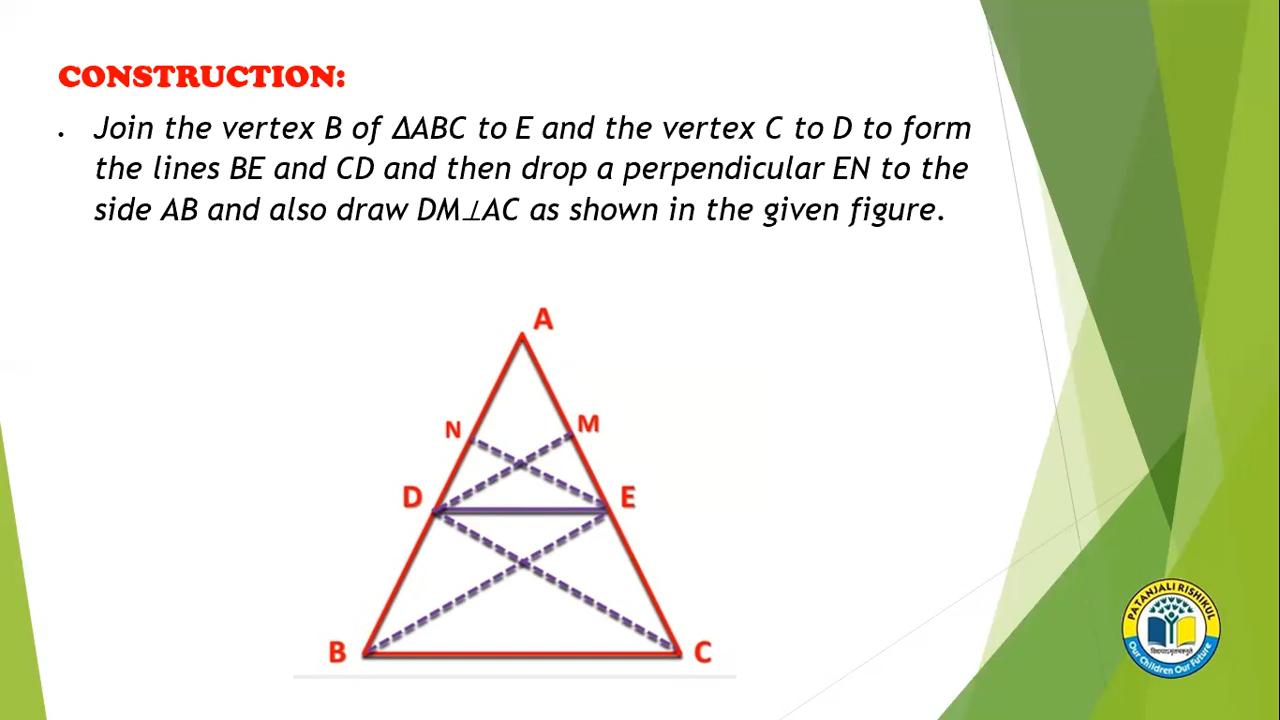 CONSTRUCTION:
• Join the vertex B of ΔABC to E and the vertex C to D to form
the lines BE and CD and then drop a perpendicular EN to the
side AB and also draw DM⊥AC as shown in the given figure.
A
N
M
D
E
B
C
PATANJALI RISHIKUL
Our Children Our Future